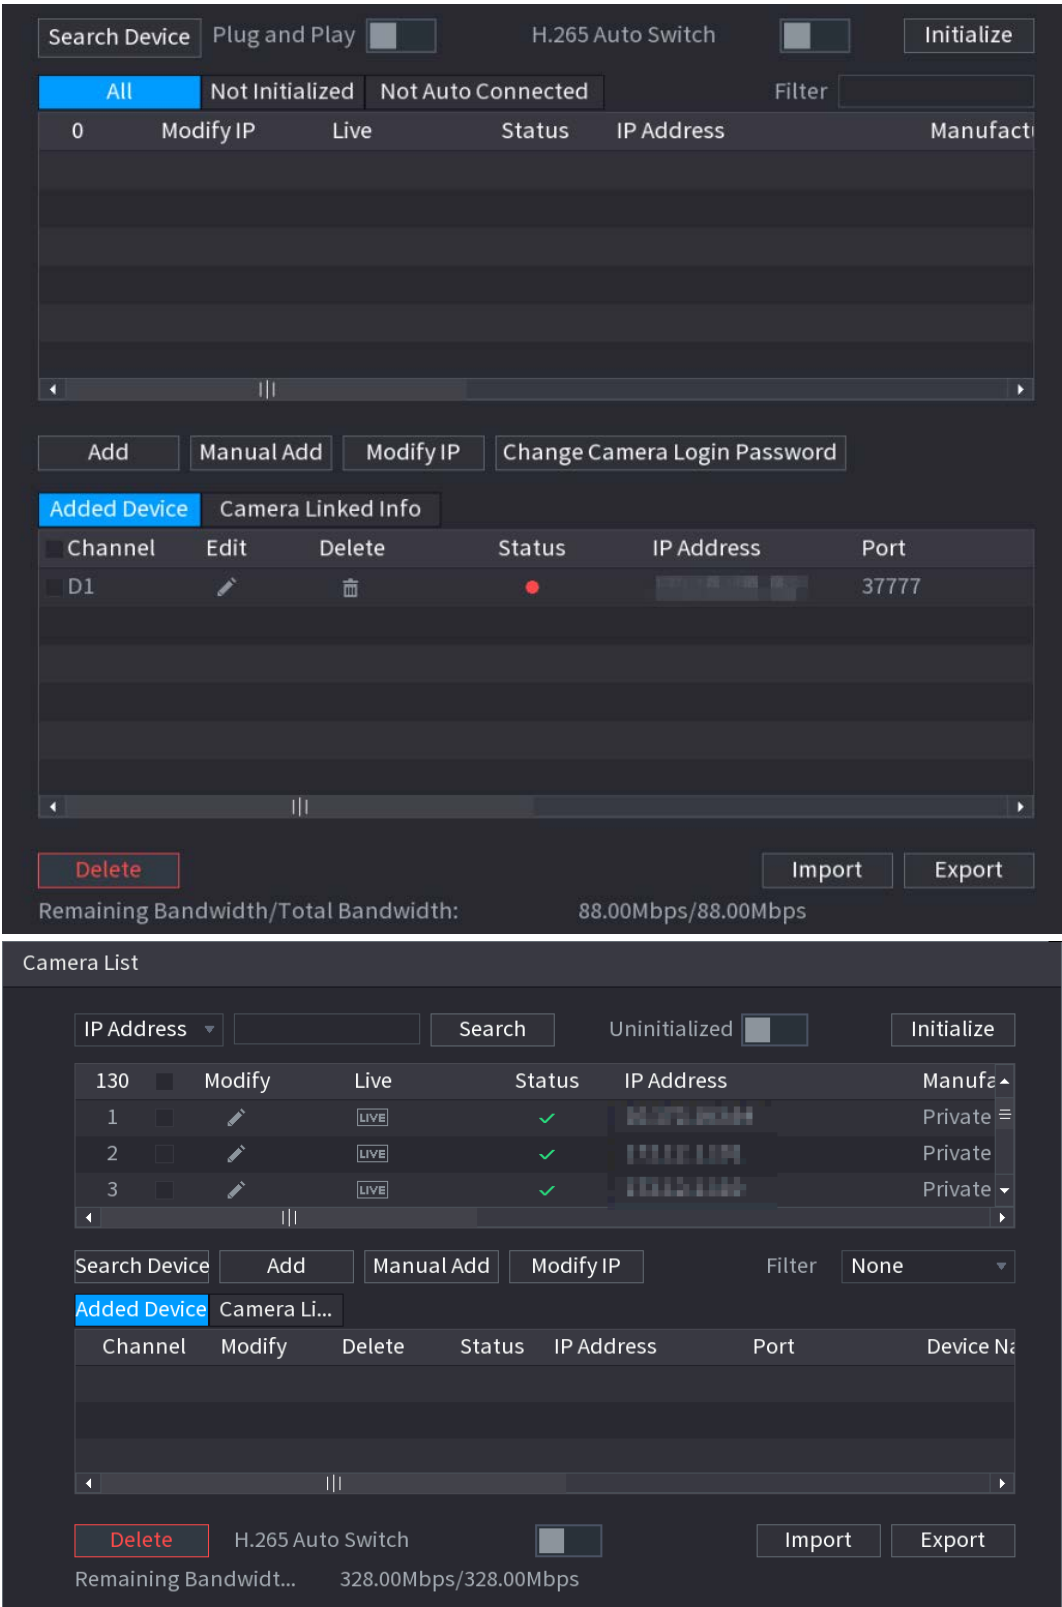 Search Device Plug and Play H.265 Auto Switch Initialize
All Not Initialized Not Auto Connected Filter
0 Modify IP Live Status IP Address Manufactu
Add Manual Add Modify IP Change Camera Login Password
Added Device Camera Linked Info
Channel Edit Delete Status IP Address Port
D1 37777
Delete Import Export
Remaining Bandwidth/Total Bandwidth: 88.00Mbps/88.00Mbps
Camera List
IP Address Search Uninitialized Initialize
130 Modify Live Status IP Address Manufa
1 LIVE Private
2 LIVE Private
3 LIVE Private
Search Device Add Manual Add Modify IP Filter None
Added Device Camera Li...
Channel Modify Delete Status IP Address Port Device Na
Delete H.265 Auto Switch Import Export
Remaining Bandwidt... 328.00Mbps/328.00Mbps